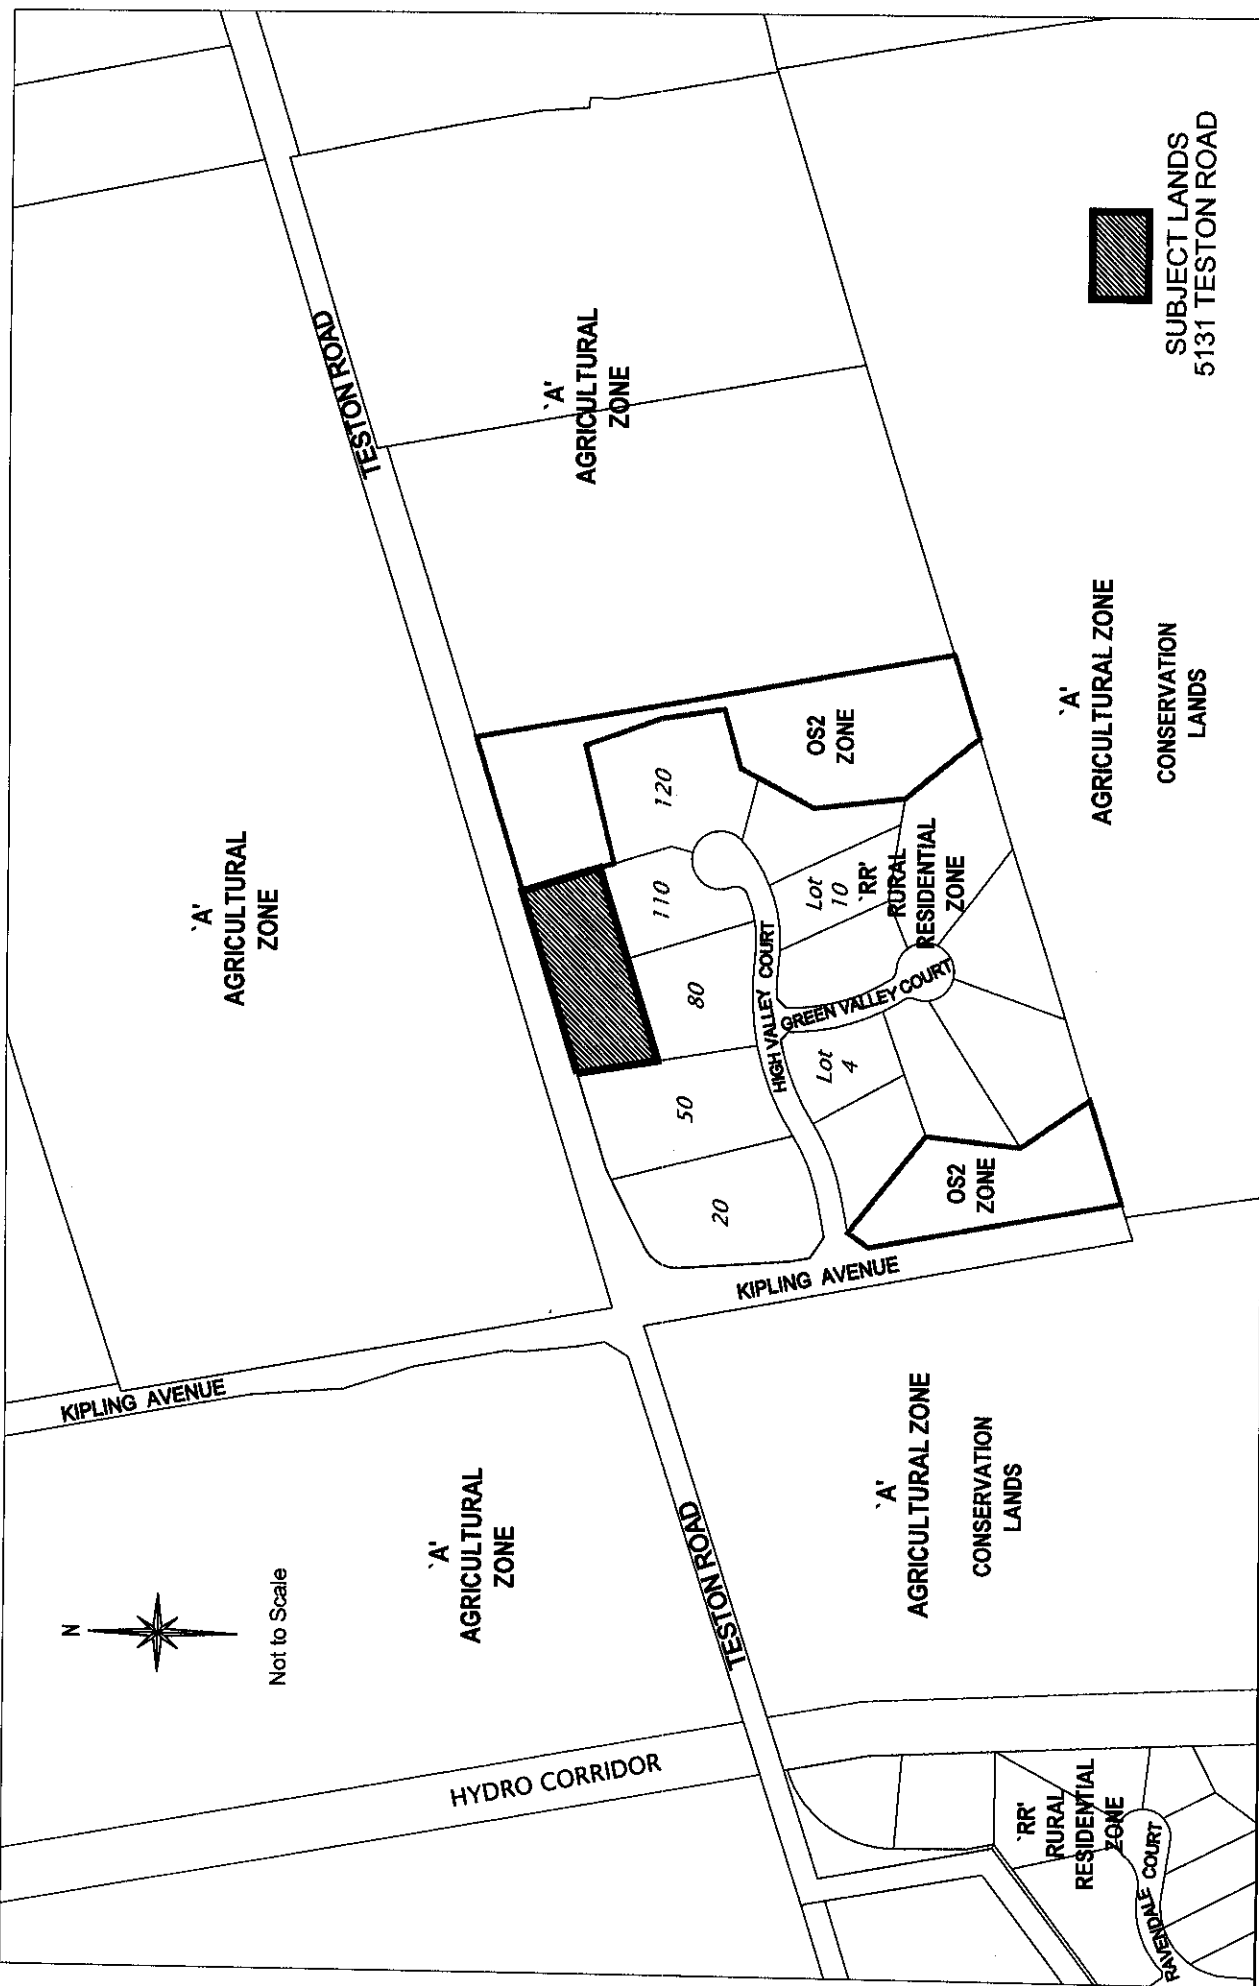 N
Not to Scale
HYDRO CORRIDOR
KIPLING AVENUE
`A'
AGRICULTURAL
ZONE
`A'
AGRICULTURAL
ZONE
TESTON ROAD
TESTON ROAD
`A'
AGRICULTURAL
ZONE
20
50
80
110
120
KIPLING AVENUE
HIGH VALLEY COURT
GREEN VALLEY COURT
Lot
4
Lot
10
`RR'
RURAL
RESIDENTIAL
ZONE
OS2
ZONE
OS2
ZONE
`A'
AGRICULTURAL ZONE
CONSERVATION
LANDS
`A'
AGRICULTURAL ZONE
CONSERVATION
LANDS
`RR'
RURAL
RESIDENTIAL
ZONE
RAVENDALE COURT
SUBJECT LANDS
5131 TESTON ROAD